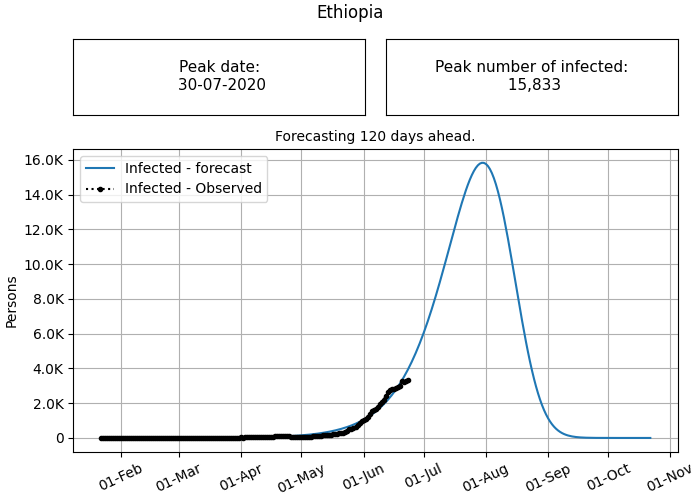 Ethiopia
Peak date:
30-07-2020
Peak number of infected:
15,833
Forecasting 120 days ahead.
Infected - forecast
Infected - Observed
Persons
16.0K
14.0K
12.0K
10.0K
8.0K
6.0K
4.0K
2.0K
0
01-Feb
01-Mar
01-Apr
01-May
01-Jun
01-Jul
01-Aug
01-Sep
01-Oct
01-Nov